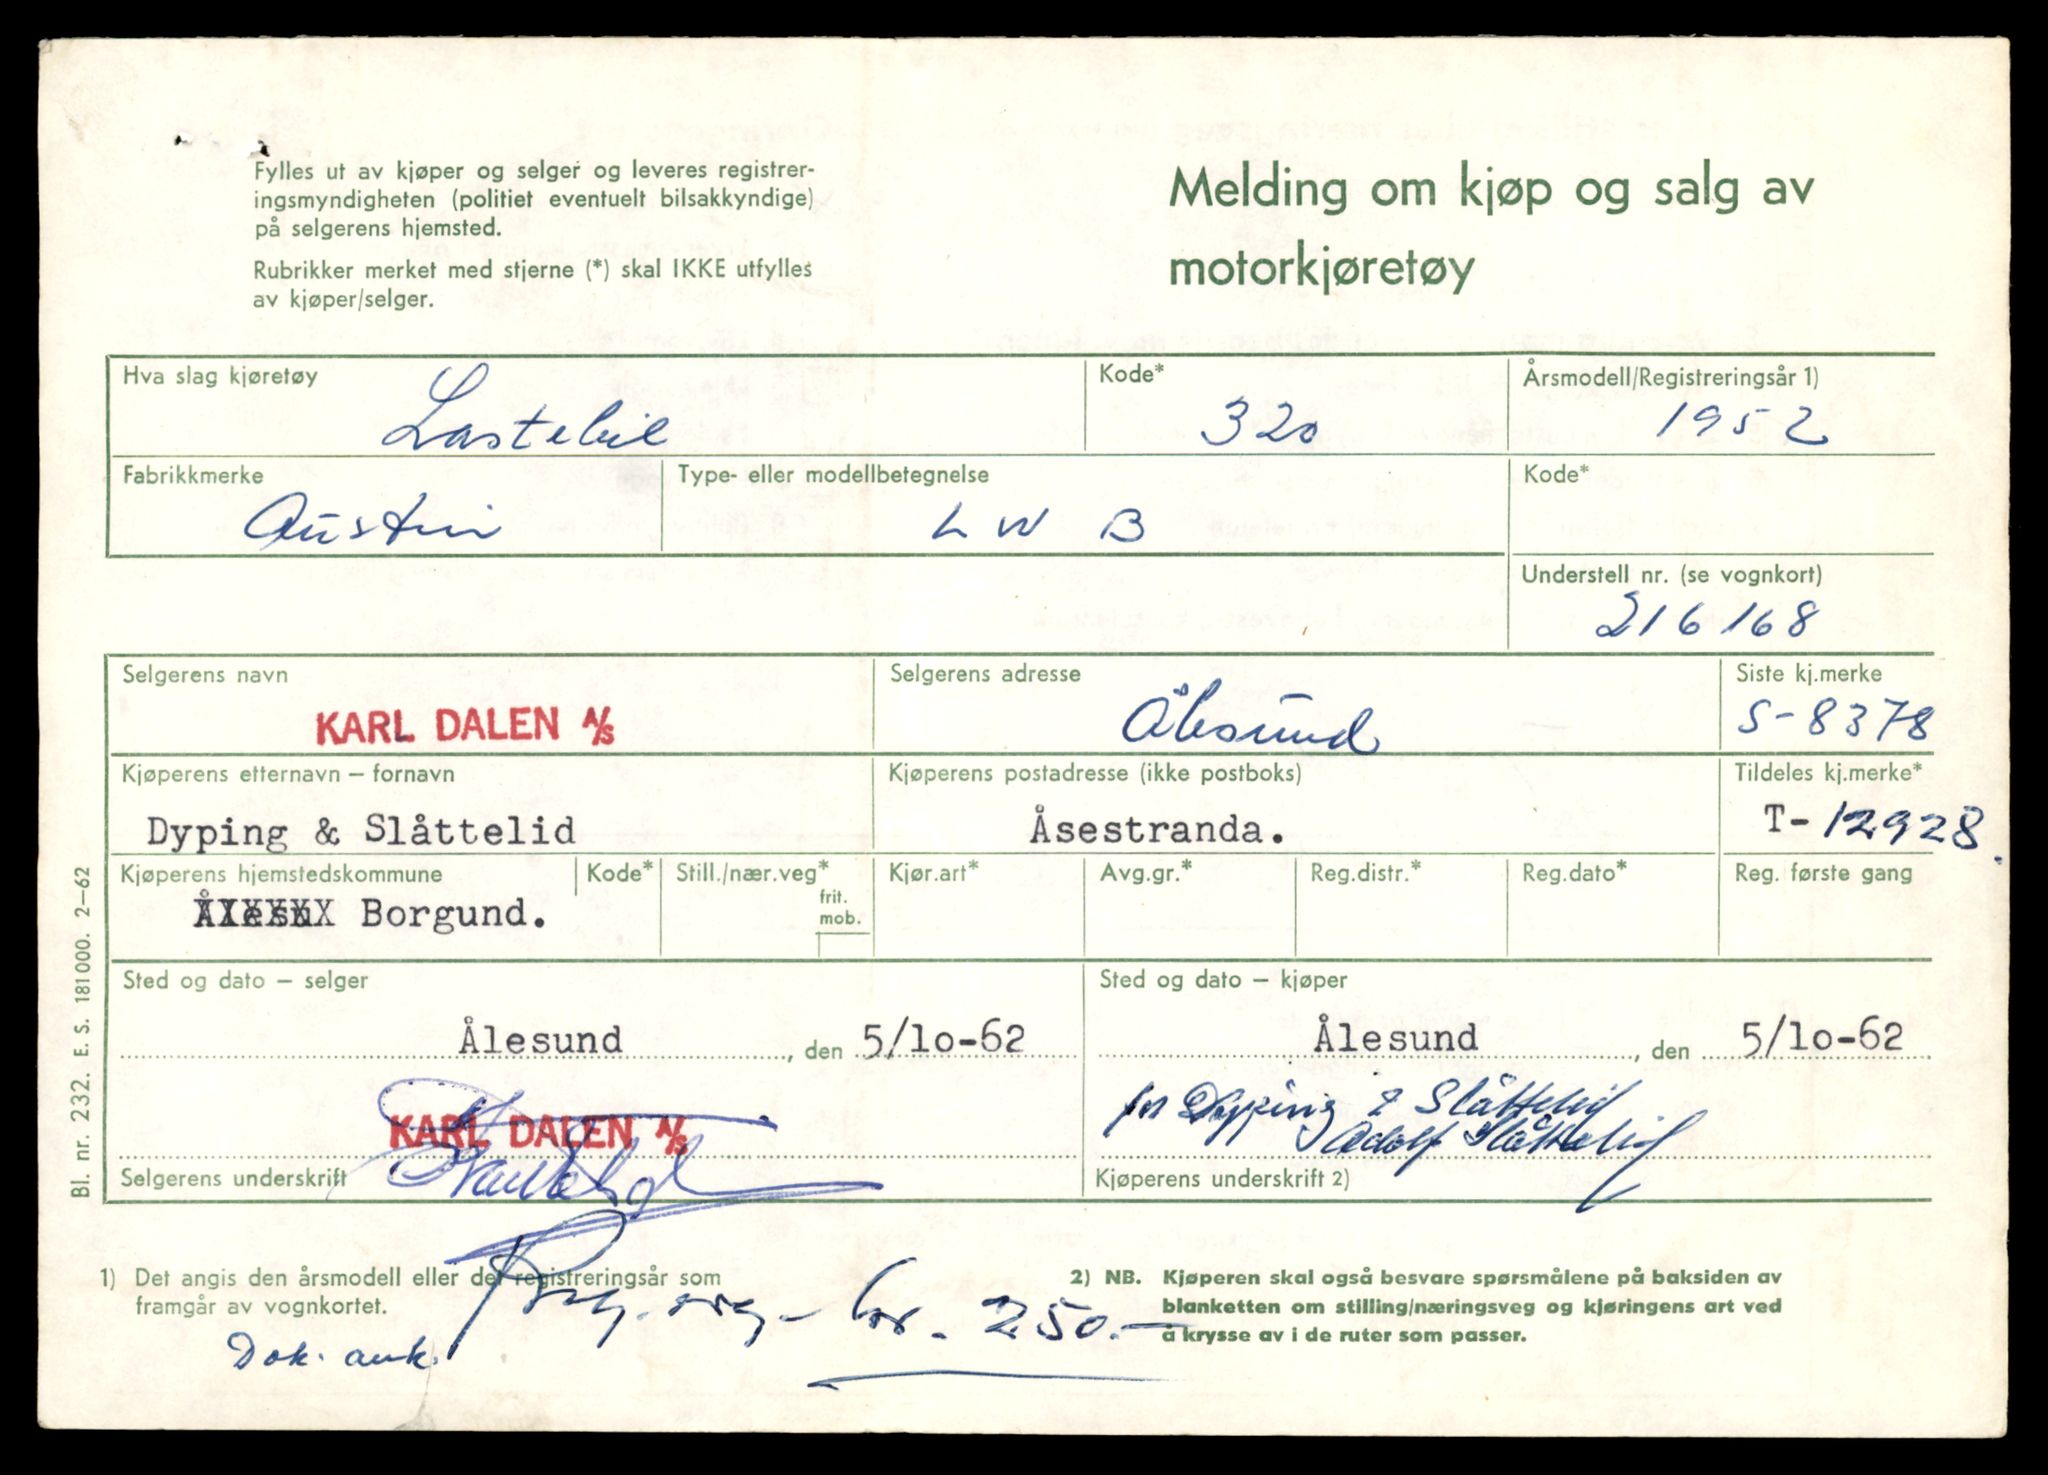 Fylles ut av kjøper og selger og leveres registrer-
ingsmyndigheten (politiet eventuelt bilsakkyndige)
på selgerens hjemsted.
Rubrikker merket med stjerne (*) skal IKKE utfylles
av kjøper/selger.
Melding om kjøp og salg av
motorkjøretøy
Hva slag kjøretøy Kode* Årsmodell/Registreringsår 1)
Lastebil 320 1952
Fabrikkmerke Type- eller modellbetegnelse Kode*
Austin L W B
Understell nr. (se vognkort)
216168
Selgerens navn Selgerens adresse Siste kj.merke
KARL DALEN A/S Ålesund S-8378
Kjøperens etternavn – fornavn Kjøperens postadresse (ikke postboks) Tildeles kj.merke*
Dyping & Slåttelid Åsestranda. T-12928.
Kjøperens hjemstedskommune Kode* Still./nær.veg* Kjør.art* Avg.gr.* Reg.distr.* Reg.dato* Reg. første gang
frit.
mob.
Ålesu Borgund.
Sted og dato – selger Sted og dato – kjøper
Ålesund, den 5/1o-62 Ålesund, den 5/1o-62
KARL DALEN A/S
for Dypping & Slåttelid
Adolf Slåttelid
Selgerens underskrift Kjøperens underskrift 2)
1) Det angis den årsmodell eller det registreringsår som
framgår av vognkortet.
2) NB. Kjøperen skal også besvare spørsmålene på baksiden av
blanketten om stilling/næringsveg og kjøringens art ved
å krysse av i de ruter som passer.
kr. 250.-
Dok. ank.
Bl. nr. 232. E. S. 181000. 2–62